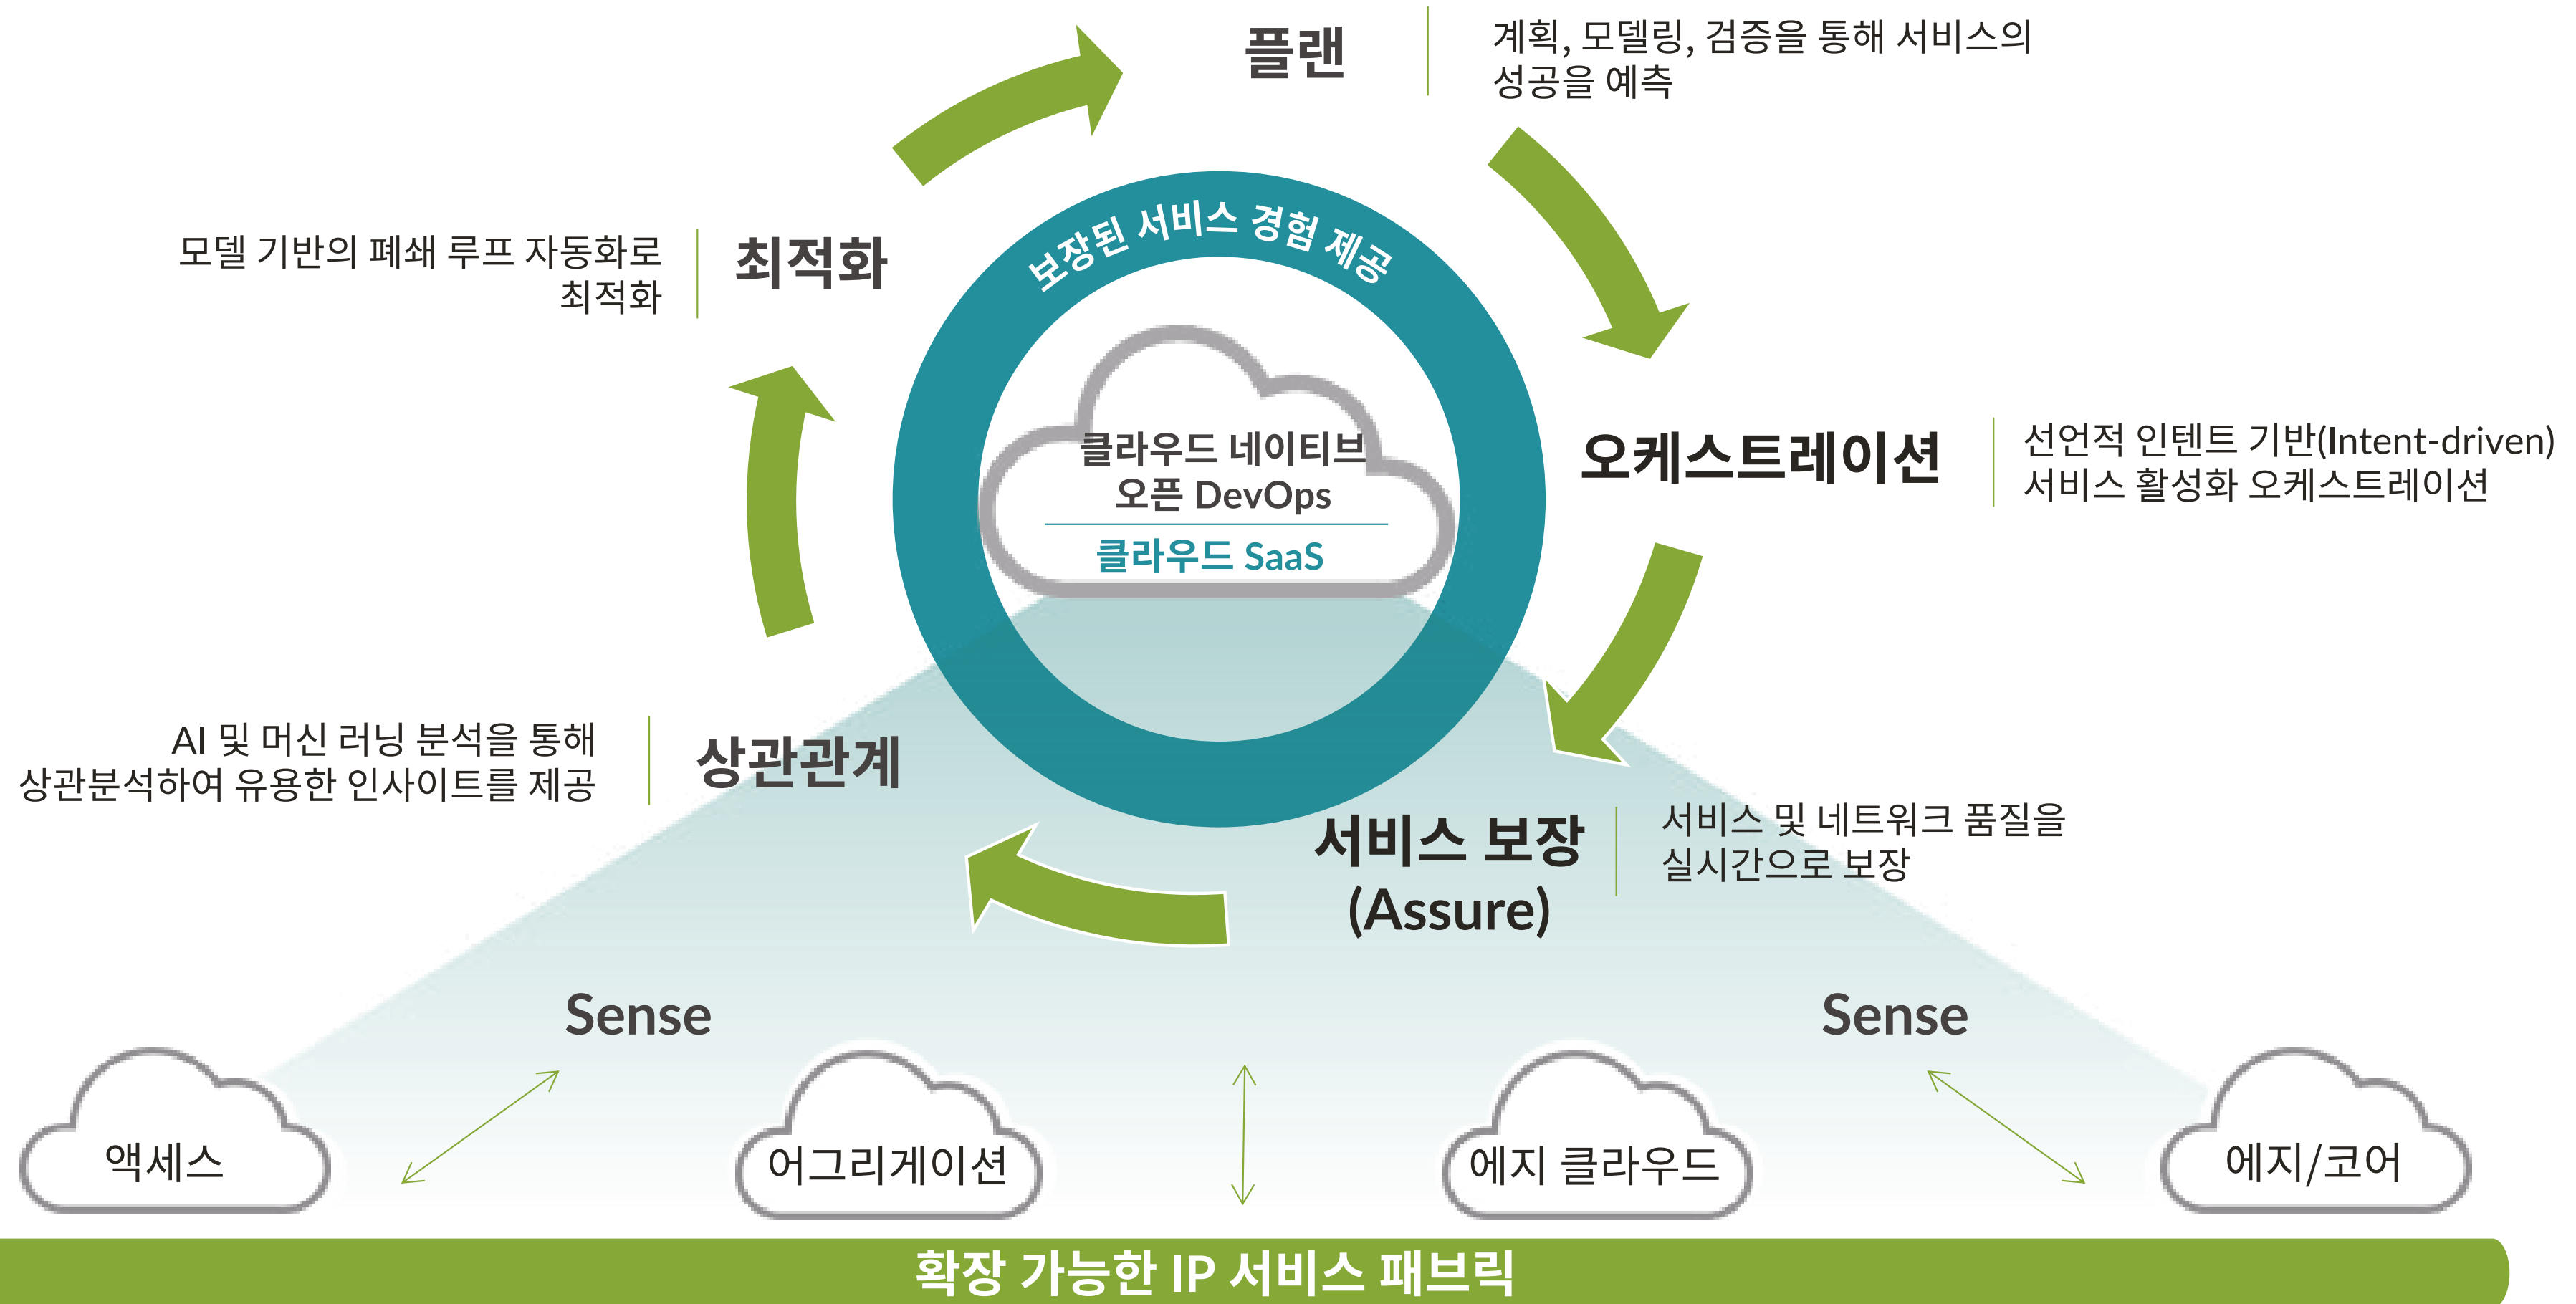 플랜
계획, 모델링, 검증을 통해 서비스의
성공을 예측
보장된 서비스 경험 제공
모델 기반의 폐쇄 루프 자동화로
최적화
최적화
클라우드 네이티브
오픈 DevOps
클라우드 SaaS
오케스트레이션
선언적 인텐트 기반(Intent-driven)
서비스 활성화 오케스트레이션
AI 및 머신 러닝 분석을 통해
상관분석하여 유용한 인사이트를 제공
상관관계
서비스 보장
(Assure)
서비스 및 네트워크 품질을
실시간으로 보장
Sense
Sense
액세스
어그리게이션
에지 클라우드
에지/코어
확장 가능한 IP 서비스 패브릭